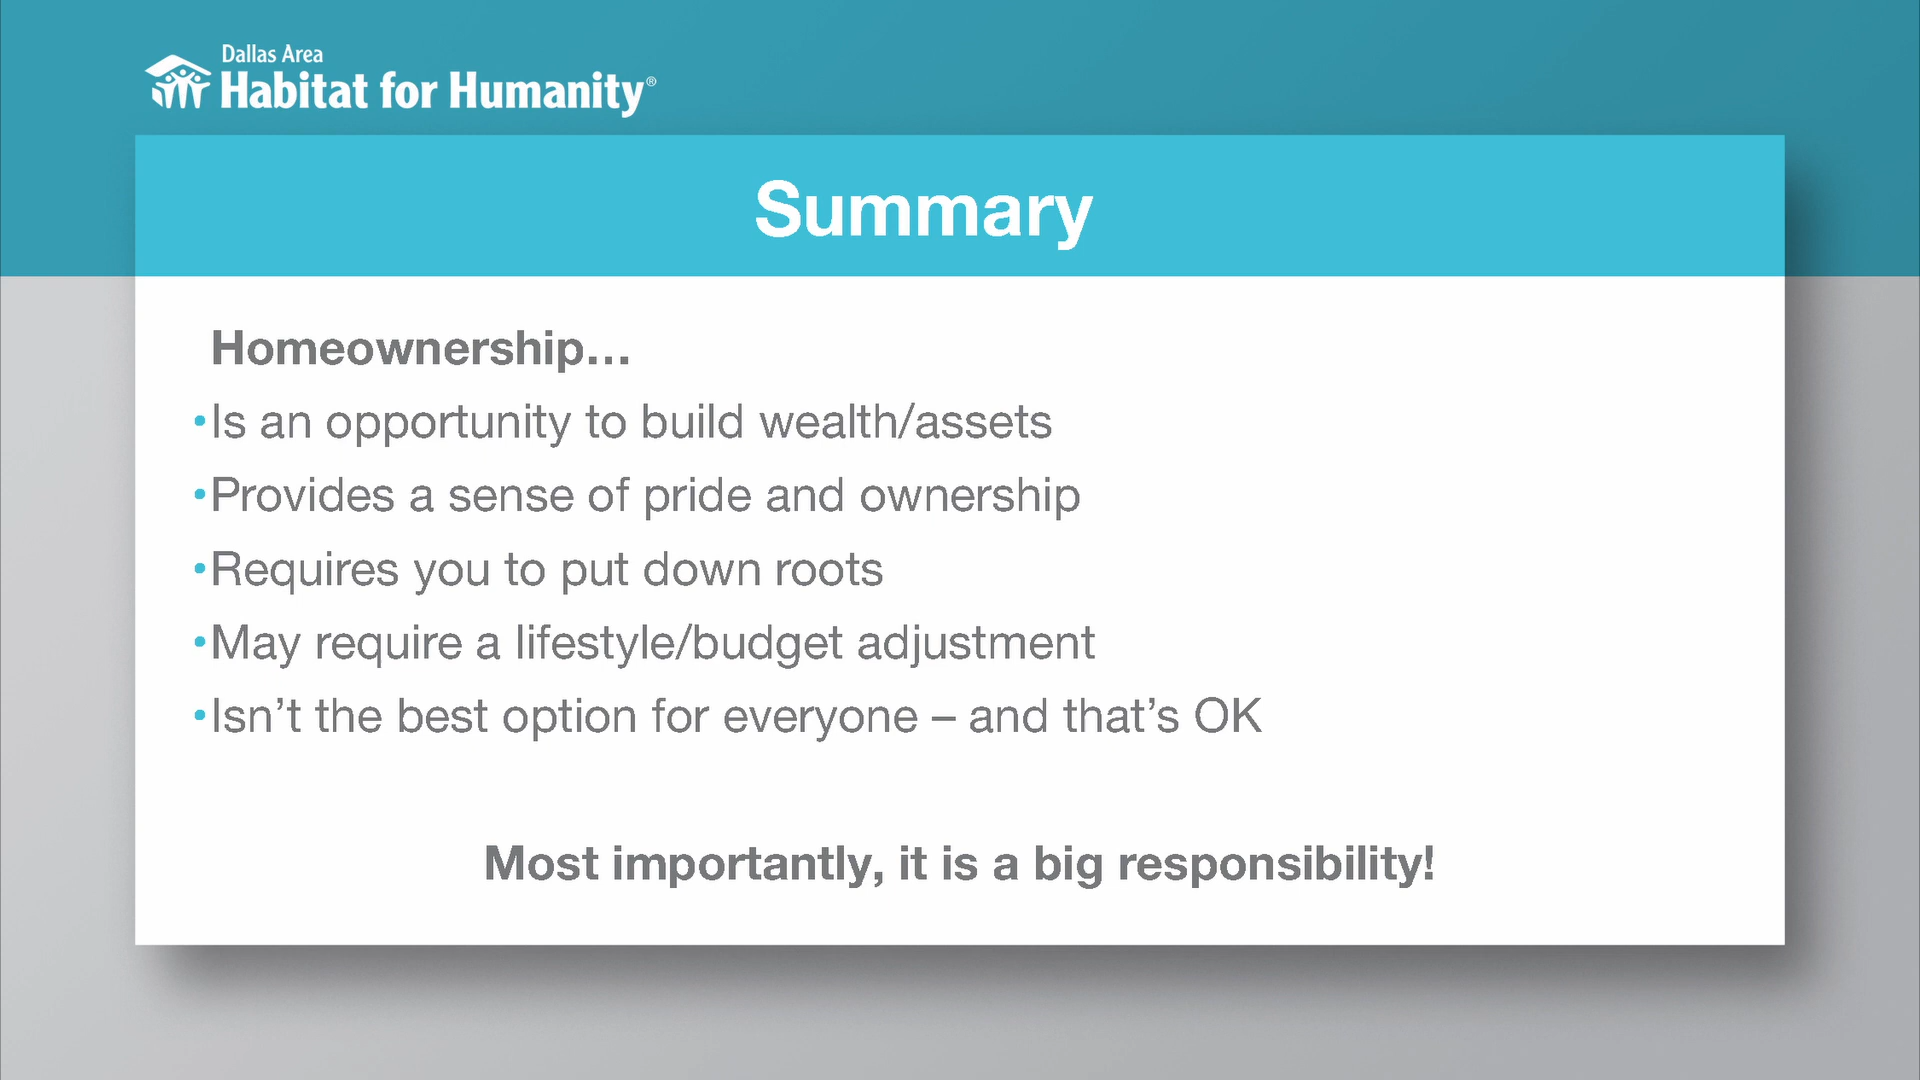 Dallas Area
Habitat for Humanity®
Summary
Homeownership…
•Is an opportunity to build wealth/assets
•Provides a sense of pride and ownership
•Requires you to put down roots
•May require a lifestyle/budget adjustment
•Isn’t the best option for everyone – and that’s OK
Most importantly, it is a big responsibility!